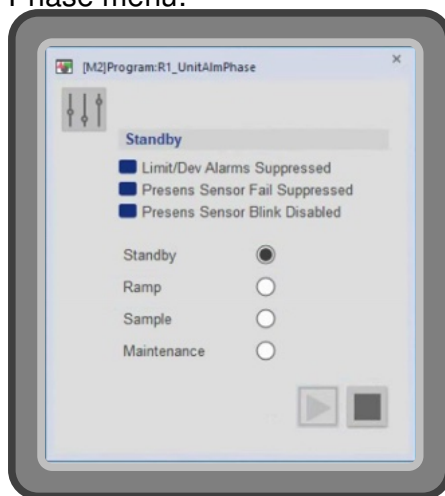 Phase menu:
[M2]Program:R1_UnitAlmPhase
Standby
Limit/Dev Alarms Suppressed
Presens Sensor Fail Suppressed
Presens Sensor Blink Disabled
Standby
Ramp
Sample
Maintenance